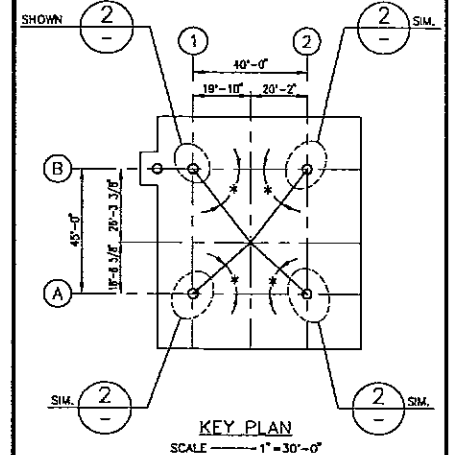 SHOWN
2
-
1
2
2
-
SIM.
40'-0"
19'-10"
20'-2"
B
*
*
45'-0"
26'-3 3/8"
18'-8 5/8"
A
*
*
SIM.
2
-
2
-
SIM.
KEY PLAN
SCALE 1"=30'-0"